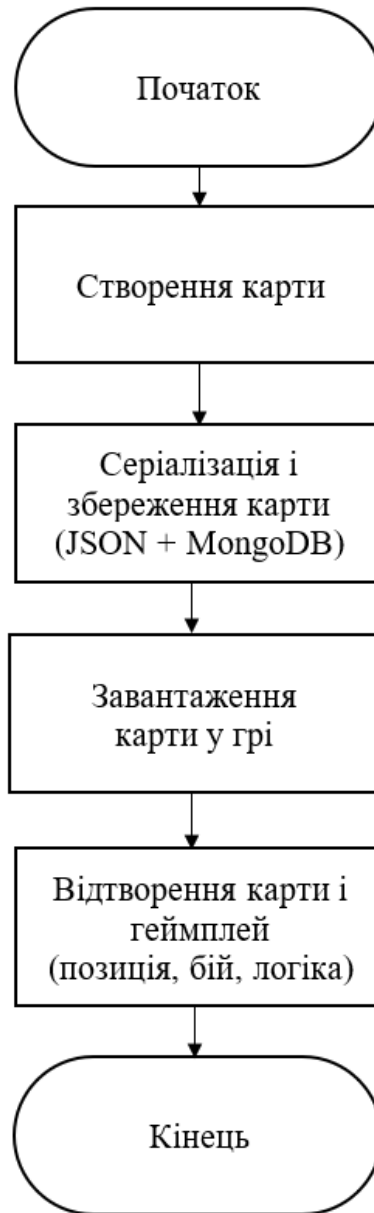 Початок
Створення карти
Серіалізація і
збереження карти
(JSON + MongoDB)
Завантаження
карти у грі
Відтворення карти і
геймплей
(позиція, бій, логіка)
Кінець